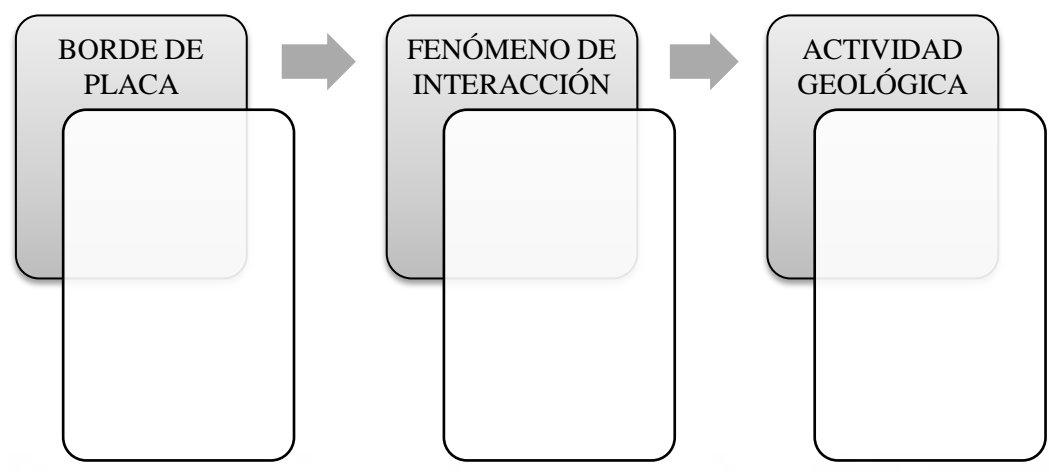 BORDE DE
PLACA
FENÓMENO DE
INTERACCIÓN
ACTIVIDAD
GEOLÓGICA